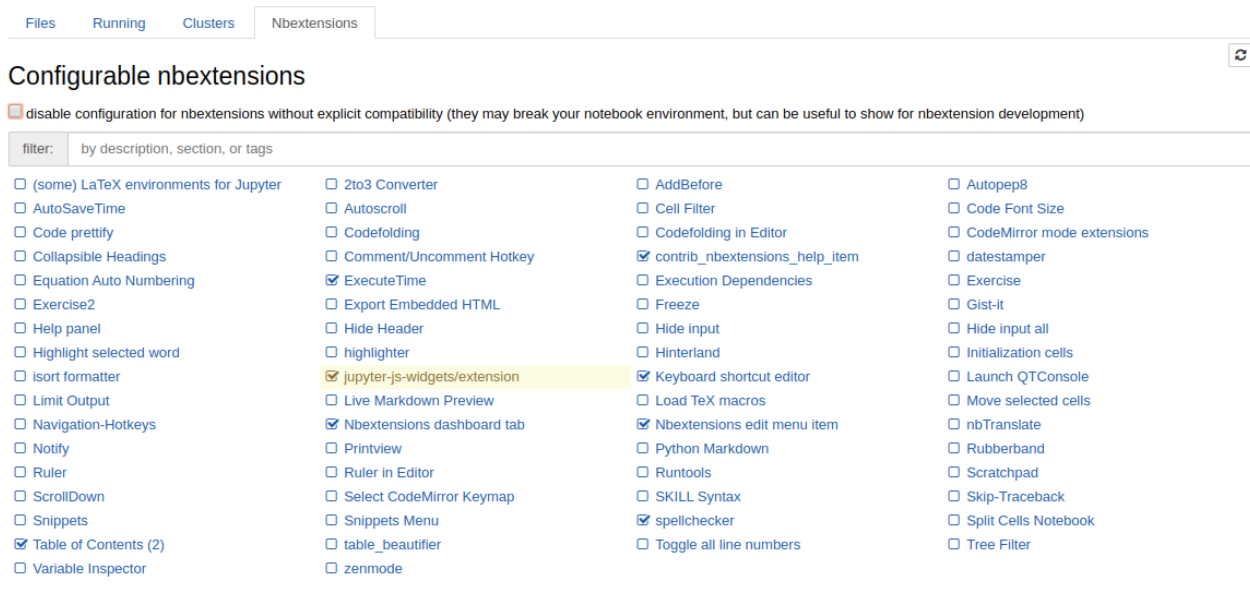 Files Running Clusters Nbextensions
Configurable nbextensions
disable configuration for nbextensions without explicit compatibility (they may break your notebook environment, but can be useful to show for nbextension development)
filter: by description, section, or tags
(some) LaTeX environments for Jupyter 2to3 Converter AddBefore Autopep8
AutoSaveTime Autoscroll Cell Filter Code Font Size
Code prettify Codefolding Codefolding in Editor CodeMirror mode extensions
Collapsible Headings Comment/Uncomment Hotkey contrib_nbextensions_help_item datestamper
Equation Auto Numbering ExecuteTime Execution Dependencies Exercise
Exercise2 Export Embedded HTML Freeze Gist-it
Help panel Hide Header Hide input Hide input all
Highlight selected word highlighter Hinterland Initialization cells
isort formatter jupyter-js-widgets/extension Keyboard shortcut editor Launch QTConsole
Limit Output Live Markdown Preview Load TeX macros Move selected cells
Navigation-Hotkeys Nbextensions dashboard tab Nbextensions edit menu item nbTranslate
Notify Printview Python Markdown Rubberband
Ruler Ruler in Editor Runtools Scratchpad
ScrollDown Select CodeMirror Keymap SKILL Syntax Skip-Traceback
Snippets Snippets Menu spellchecker Split Cells Notebook
Table of Contents (2) table_beautifier Toggle all line numbers Tree Filter
Variable Inspector zenmode